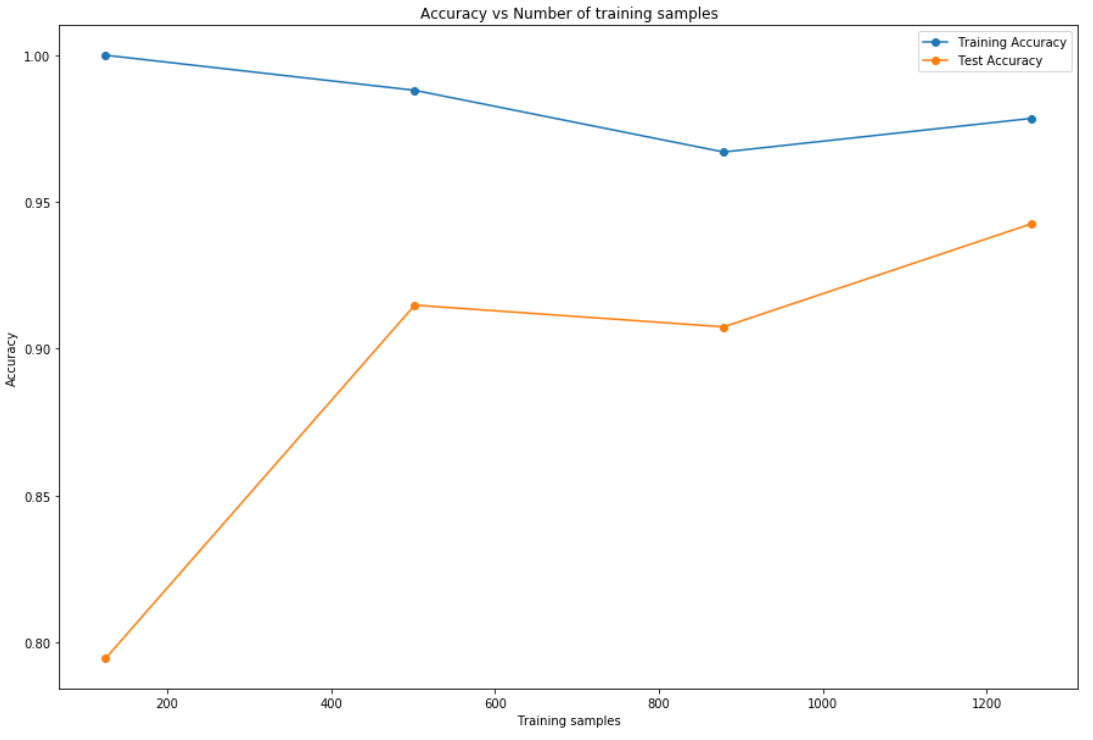 Accuracy vs Number of training samples
Training Accuracy
Test Accuracy
1.00
0.95
0.90
0.85
0.80
Accuracy
200 400 600 800 1000 1200
Training samples